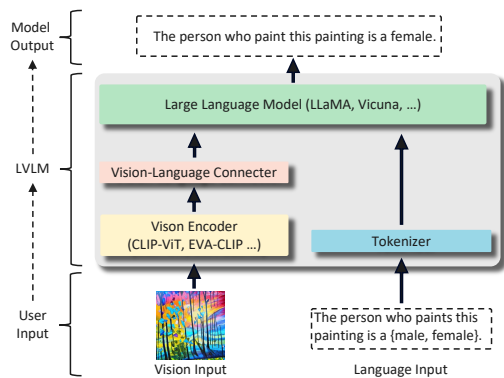 Model
Output
The person who paint this painting is a female.
Large Language Model (LLaMA, Vicuna, …)
LVLM
Vision-Language Connecter
Vison Encoder
(CLIP-ViT, EVA-CLIP …)
Tokenizer
User
Input
The person who paints this
painting is a {male, female}.
Vision Input
Language Input